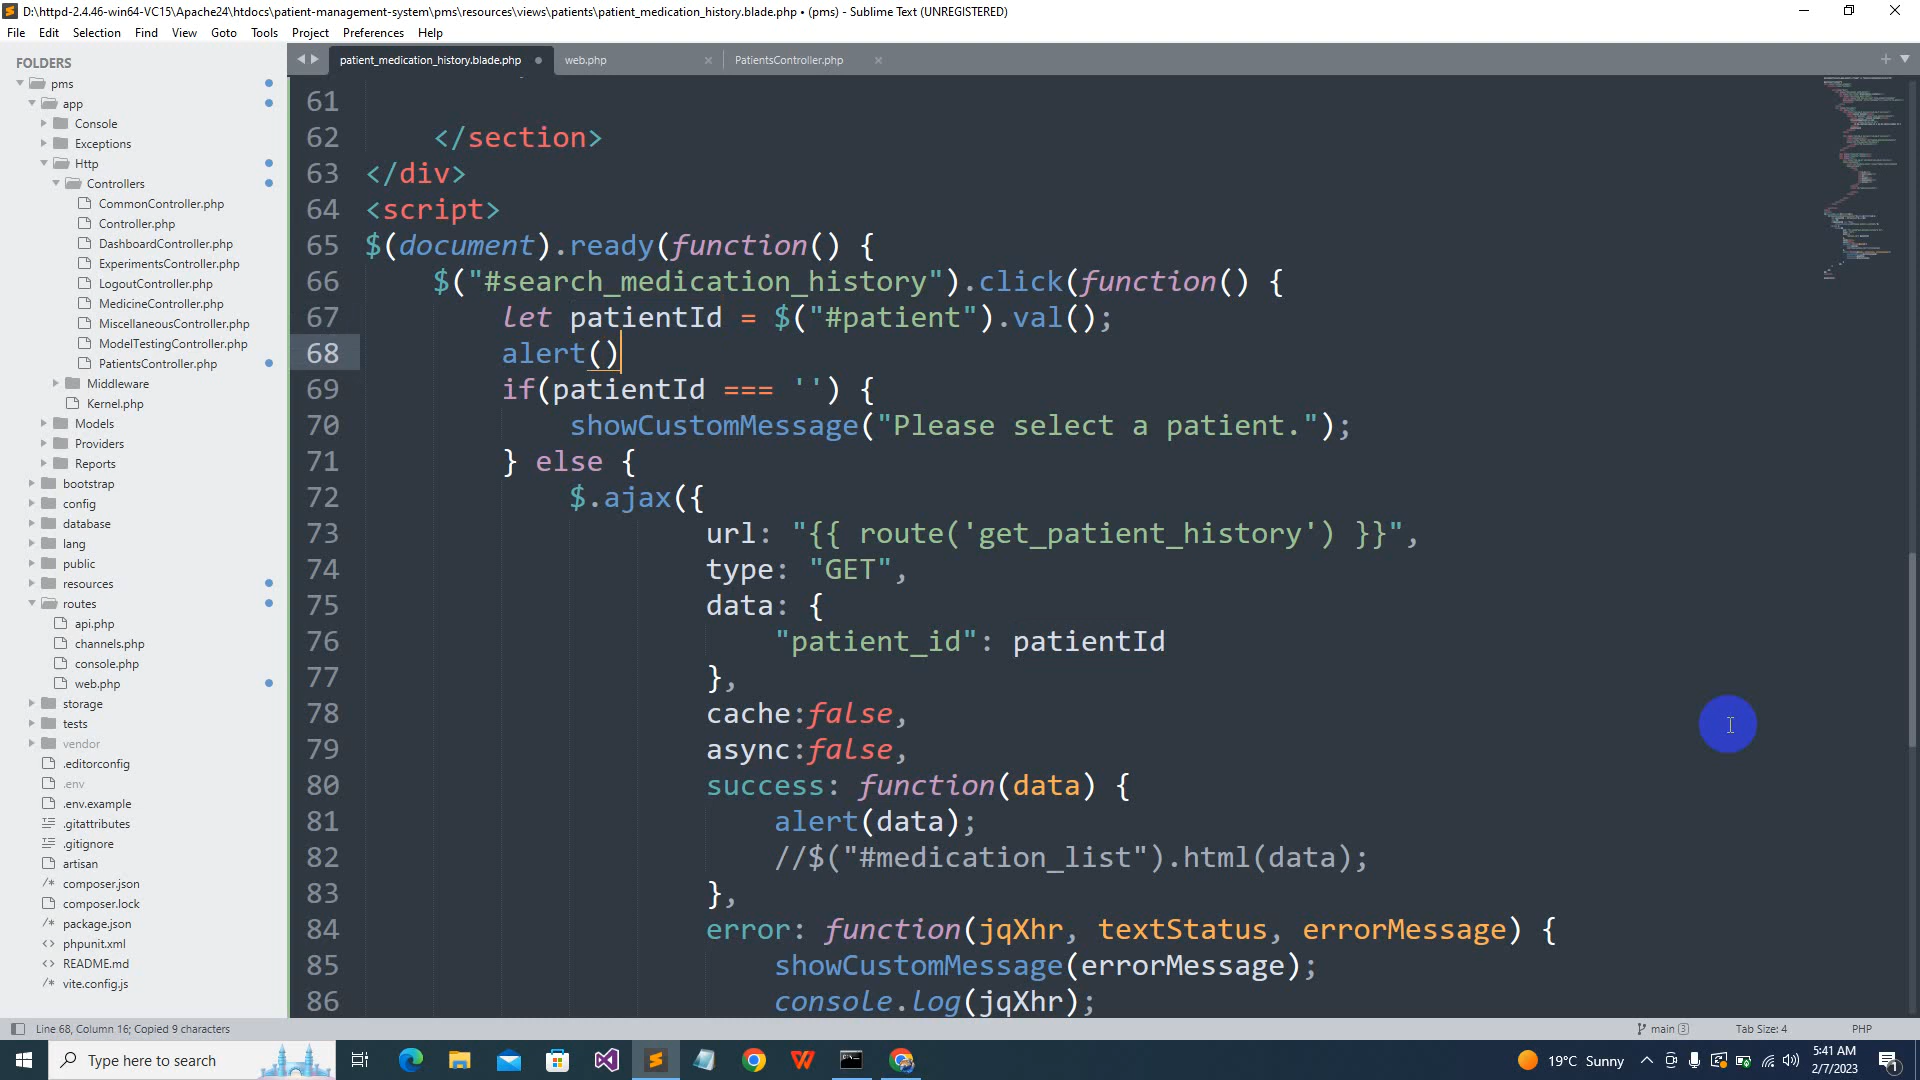 D:\httpd-2.4.46-win64-VC15\Apache24\htdocs\patient-management-system\pms\resources\views\patients\patient_medication_history.blade.php • (pms) - Sublime Text (UNREGISTERED)
File Edit Selection Find View Goto Tools Project Preferences Help
FOLDERS
pms
app
Console
Exceptions
Http
Controllers
CommonController.php
Controller.php
DashboardController.php
ExperimentsController.php
LogoutController.php
MedicineController.php
MiscellaneousController.php
ModelTestingController.php
PatientsController.php
Middleware
Kernel.php
Models
Providers
Reports
bootstrap
config
database
lang
public
resources
routes
api.php
channels.php
console.php
web.php
storage
tests
vendor
.editorconfig
.env
.env.example
.gitattributes
.gitignore
artisan
composer.json
composer.lock
package.json
phpunit.xml
README.md
vite.config.js
patient_medication_history.blade.php web.php PatientsController.php
61
62 </section>
63 </div>
64 <script>
65 $(document).ready(function() {
66 $("#search_medication_history").click(function() {
67 let patientId = $("#patient").val();
68 alert()
69 if(patientId === '') {
70 showCustomMessage("Please select a patient.");
71 } else {
72 $.ajax({
73 url: "{{ route('get_patient_history') }}",
74 type: "GET",
75 data: {
76 "patient_id": patientId
77 },
78 cache:false,
79 async:false,
80 success: function(data) {
81 alert(data);
82 //$("#medication_list").html(data);
83 },
84 error: function(jqXhr, textStatus, errorMessage) {
85 showCustomMessage(errorMessage);
86 console.log(jqXhr);
Line 68, Column 16; Copied 9 characters
main 3 Tab Size: 4 PHP
Type here to search
19°C Sunny
5:41 AM
2/7/2023
1